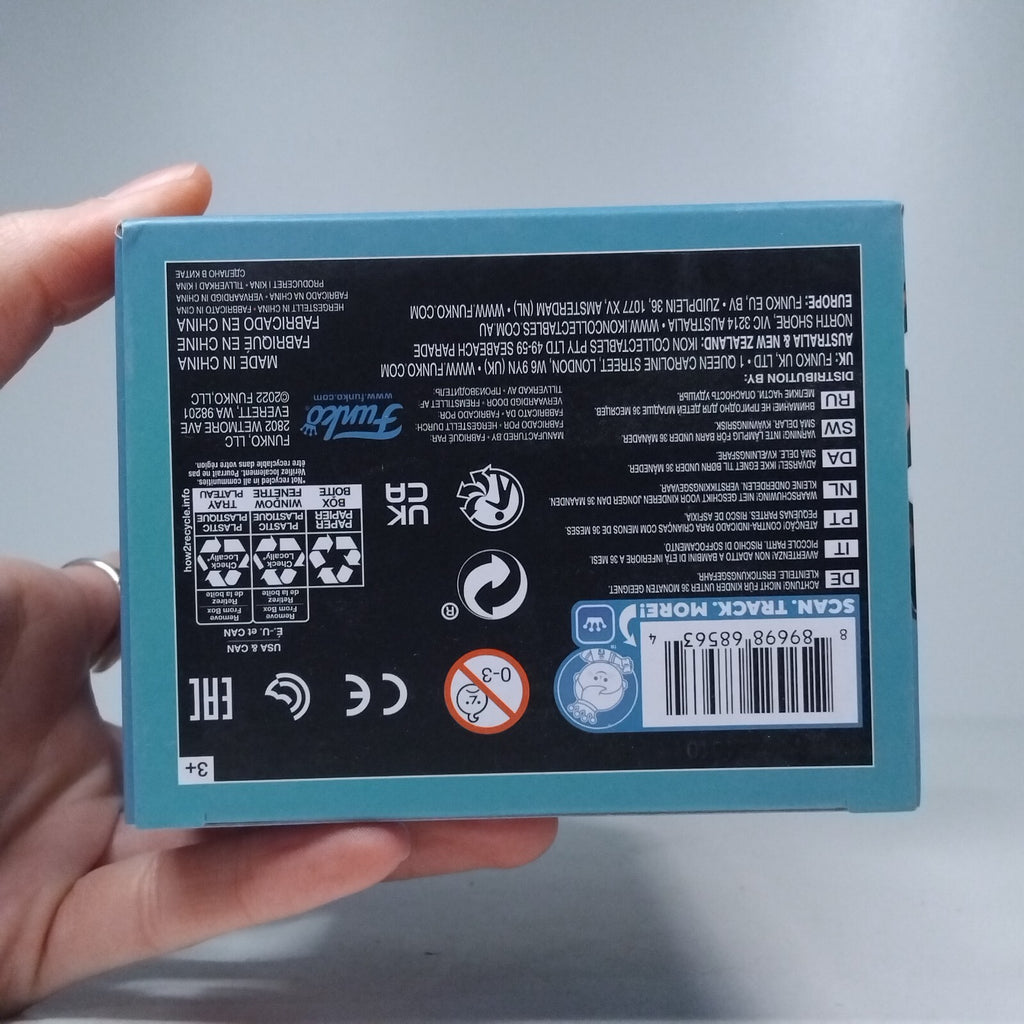 3+
8 89698 68563 4
SCAN. TRACK. MORE!
0-3
CE
EAC
USA & CAN
É.-U. et CAN
Remove From Box
Retirez de la boîte
Remove From Box
Retirez de la boîte
Check Locally*
Check Locally*
PAPER
PAPIER
BOX
BOÎTE
PLASTIC
PLASTIQUE
WINDOW
FENÊTRE
PLASTIC
PLASTIQUE
TRAY
PLATEAU
how2recycle.info
*Not recycled in all communities.
Vérifiez localement. Pourrait ne pas
être recyclable dans votre région.
®
UK
CA
DE
ACHTUNG! NICHT FÜR KINDER UNTER 36 MONATEN GEEIGNET.
KLEINTEILE. ERSTICKUNGSGEFAHR.
IT
AVVERTENZA! NON ADATTO A BAMBINI DI ETÀ INFERIORE A 36 MESI.
PICCOLE PARTI. RISCHIO DI SOFFOCAMENTO.
PT
ATENÇÃO! CONTRA-INDICADO PARA CRIANÇAS COM MENOS DE 36 MESES.
PEQUENAS PARTES. RISCO DE ASFIXIA.
NL
WAARSCHUWING! NIET GESCHIKT VOOR KINDEREN JONGER DAN 36 MAANDEN.
KLEINE ONDERDELEN. VERSTIKKINGSGEVAAR.
DA
ADVARSEL! IKKE EGNET TIL BØRN UNDER 36 MÅNEDER.
SMÅ DELE. KVÆLNINGSFARE.
SW
VARNING! INTE LÄMPLIG FÖR BARN UNDER 36 MÅNADER.
SMÅ DELAR. KVÄVNINGSRISK.
RU
ВНИМАНИЕ! НЕ ПРИГОДНО ДЛЯ ДЕТЕЙ МЛАДШЕ 36 МЕСЯЦЕВ.
МЕЛКИЕ ЧАСТИ. ОПАСНОСТЬ УДУШЬЯ.
MANUFACTURED BY • FABRIQUÉ PAR:
FABRICADO POR • HERGESTELLT DURCH:
FABRICADO POR • FABBRICATO DA:
VERVAARDIGD DOOR • FREMSTILLET AF:
TILLVERKAD AV • ПРОИЗВОДИТЕЛЬ:
Funko
www.funko.com
FUNKO, LLC
2802 WETMORE AVE
EVERETT, WA 98201
©2022 FUNKO, LLC
DISTRIBUTION BY:
UK: FUNKO UK, LTD • 1 QUEEN CAROLINE STREET, LONDON, W6 9YN (UK) • WWW.FUNKO.COM
AUSTRALIA & NEW ZEALAND: IKON COLLECTABLES PTY LTD 49-59 SEABEACH PARADE
NORTH SHORE, VIC 3214 AUSTRALIA • WWW.IKONCOLLECTABLES.COM.AU
EUROPE: FUNKO EU, BV • ZUIDPLEIN 36, 1077 XV, AMSTERDAM (NL) • WWW.FUNKO.COM
MADE IN CHINA
FABRIQUÉ EN CHINE
FABRICADO EN CHINA
HERGESTELLT IN CHINA • FABBRICATO IN CINA
FABRICADO NA CHINA • VERVAARDIGD IN CHINA
PRODUCERET I KINA • TILLVERKAD I KINA
СДЕЛАНО В КИТАЕ